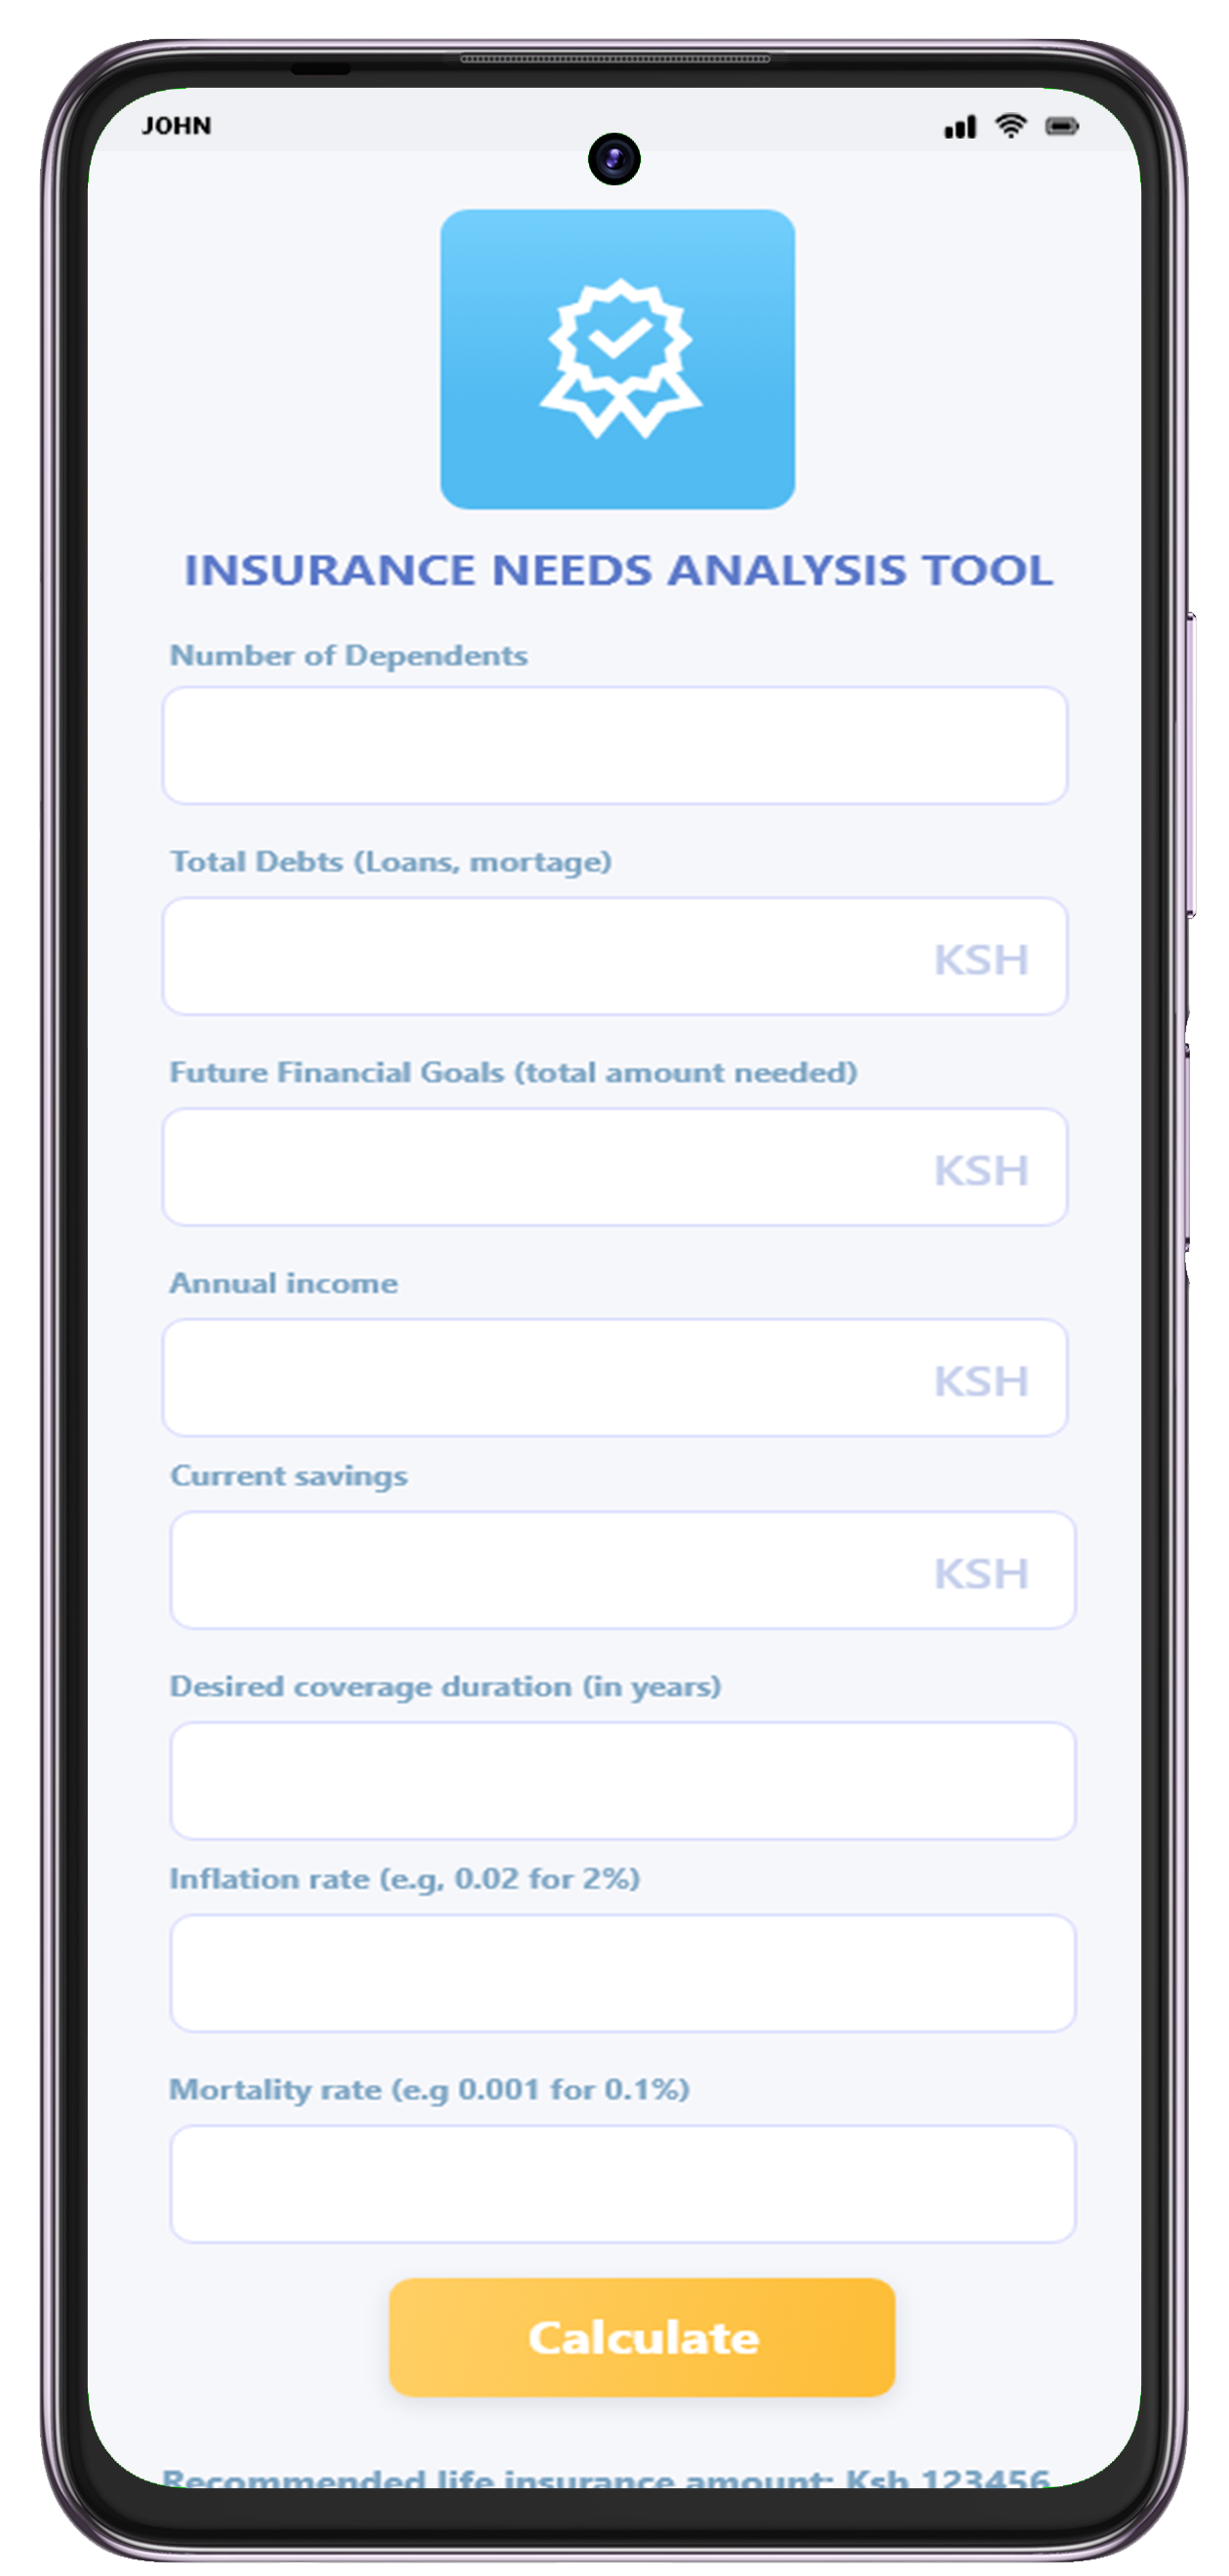 JOHN
INSURANCE NEEDS ANALYSIS TOOL
Number of Dependents
Total Debts (Loans, mortage)
KSH
Future Financial Goals (total amount needed)
KSH
Annual income
KSH
Current savings
KSH
Desired coverage duration (in years)
Inflation rate (e.g, 0.02 for 2%)
Mortality rate (e.g 0.001 for 0.1%)
Calculate
Recommended life insurance amount: Ksh 123456